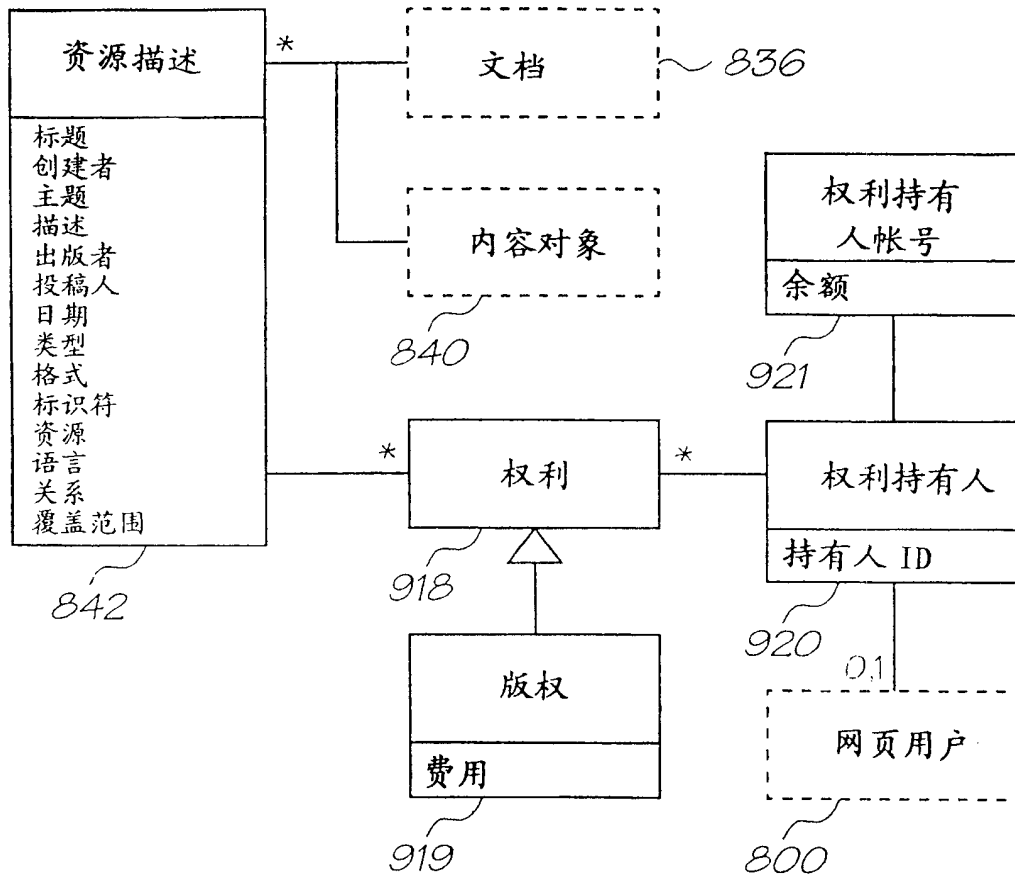 资源描述
*
标题
创建者
主题
描述
出版者
投稿人
日期
类型
格式
标识符
资源
语言
关系
覆盖范围
842
文档
836
内容对象
840
权利持有
人帐号
余额
921
*
权利
*
918
权利持有人
持有人 ID
920
版权
费用
919
0,1
网页用户
800